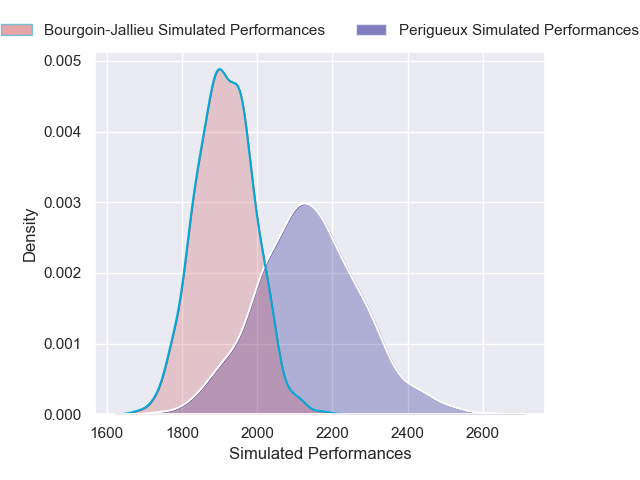 Bourgoin-Jallieu Simulated Performances Perigueux Simulated Performances
0.005
0.004
0.003
0.002
0.001
0.000
Density
1600 1800 2000 2200 2400 2600
Simulated Performances